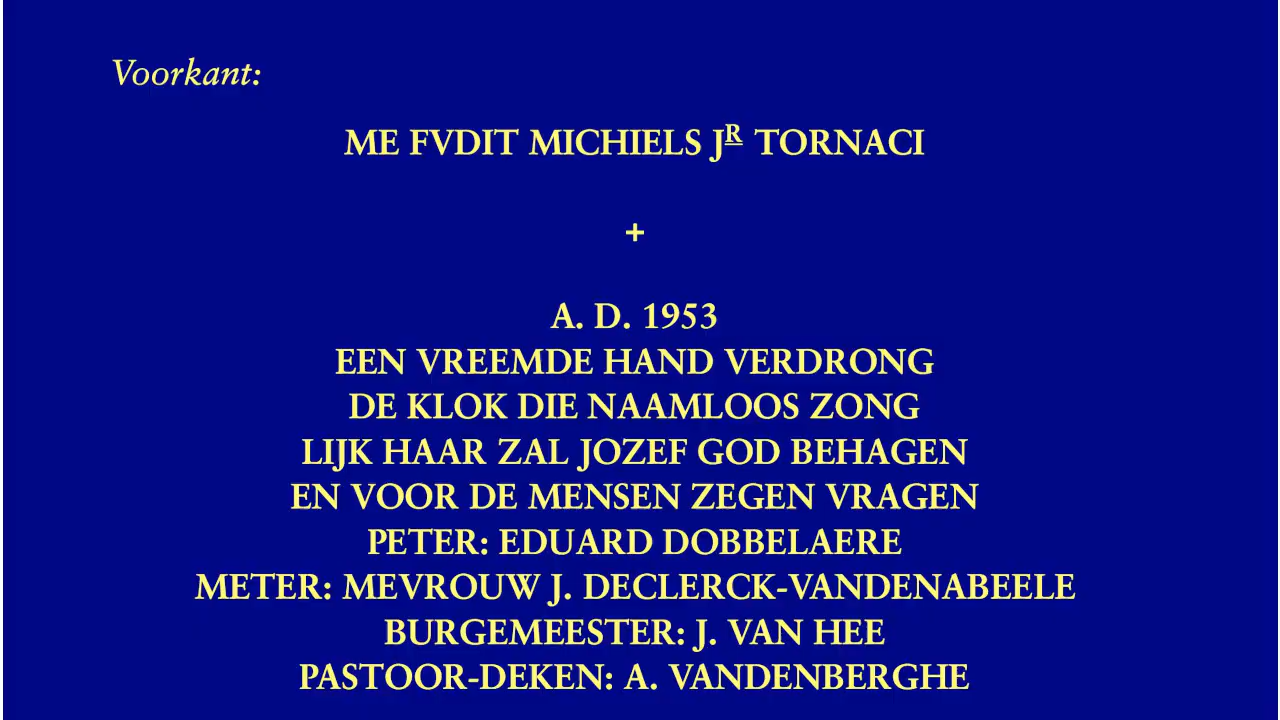 Voorkant:
ME FVDIT MICHIELS JR TORNACI
+
A. D. 1953
EEN VREEMDE HAND VERDRONG
DE KLOK DIE NAAMLOOS ZONG
LIJK HAAR ZAL JOZEF GOD BEHAGEN
EN VOOR DE MENSEN ZEGEN VRAGEN
PETER: EDUARD DOBBELAERE
METER: MEVROUW J. DECLERCK-VANDENABEELE
BURGEMEESTER: J. VAN HEE
PASTOOR-DEKEN: A. VANDENBERGHE